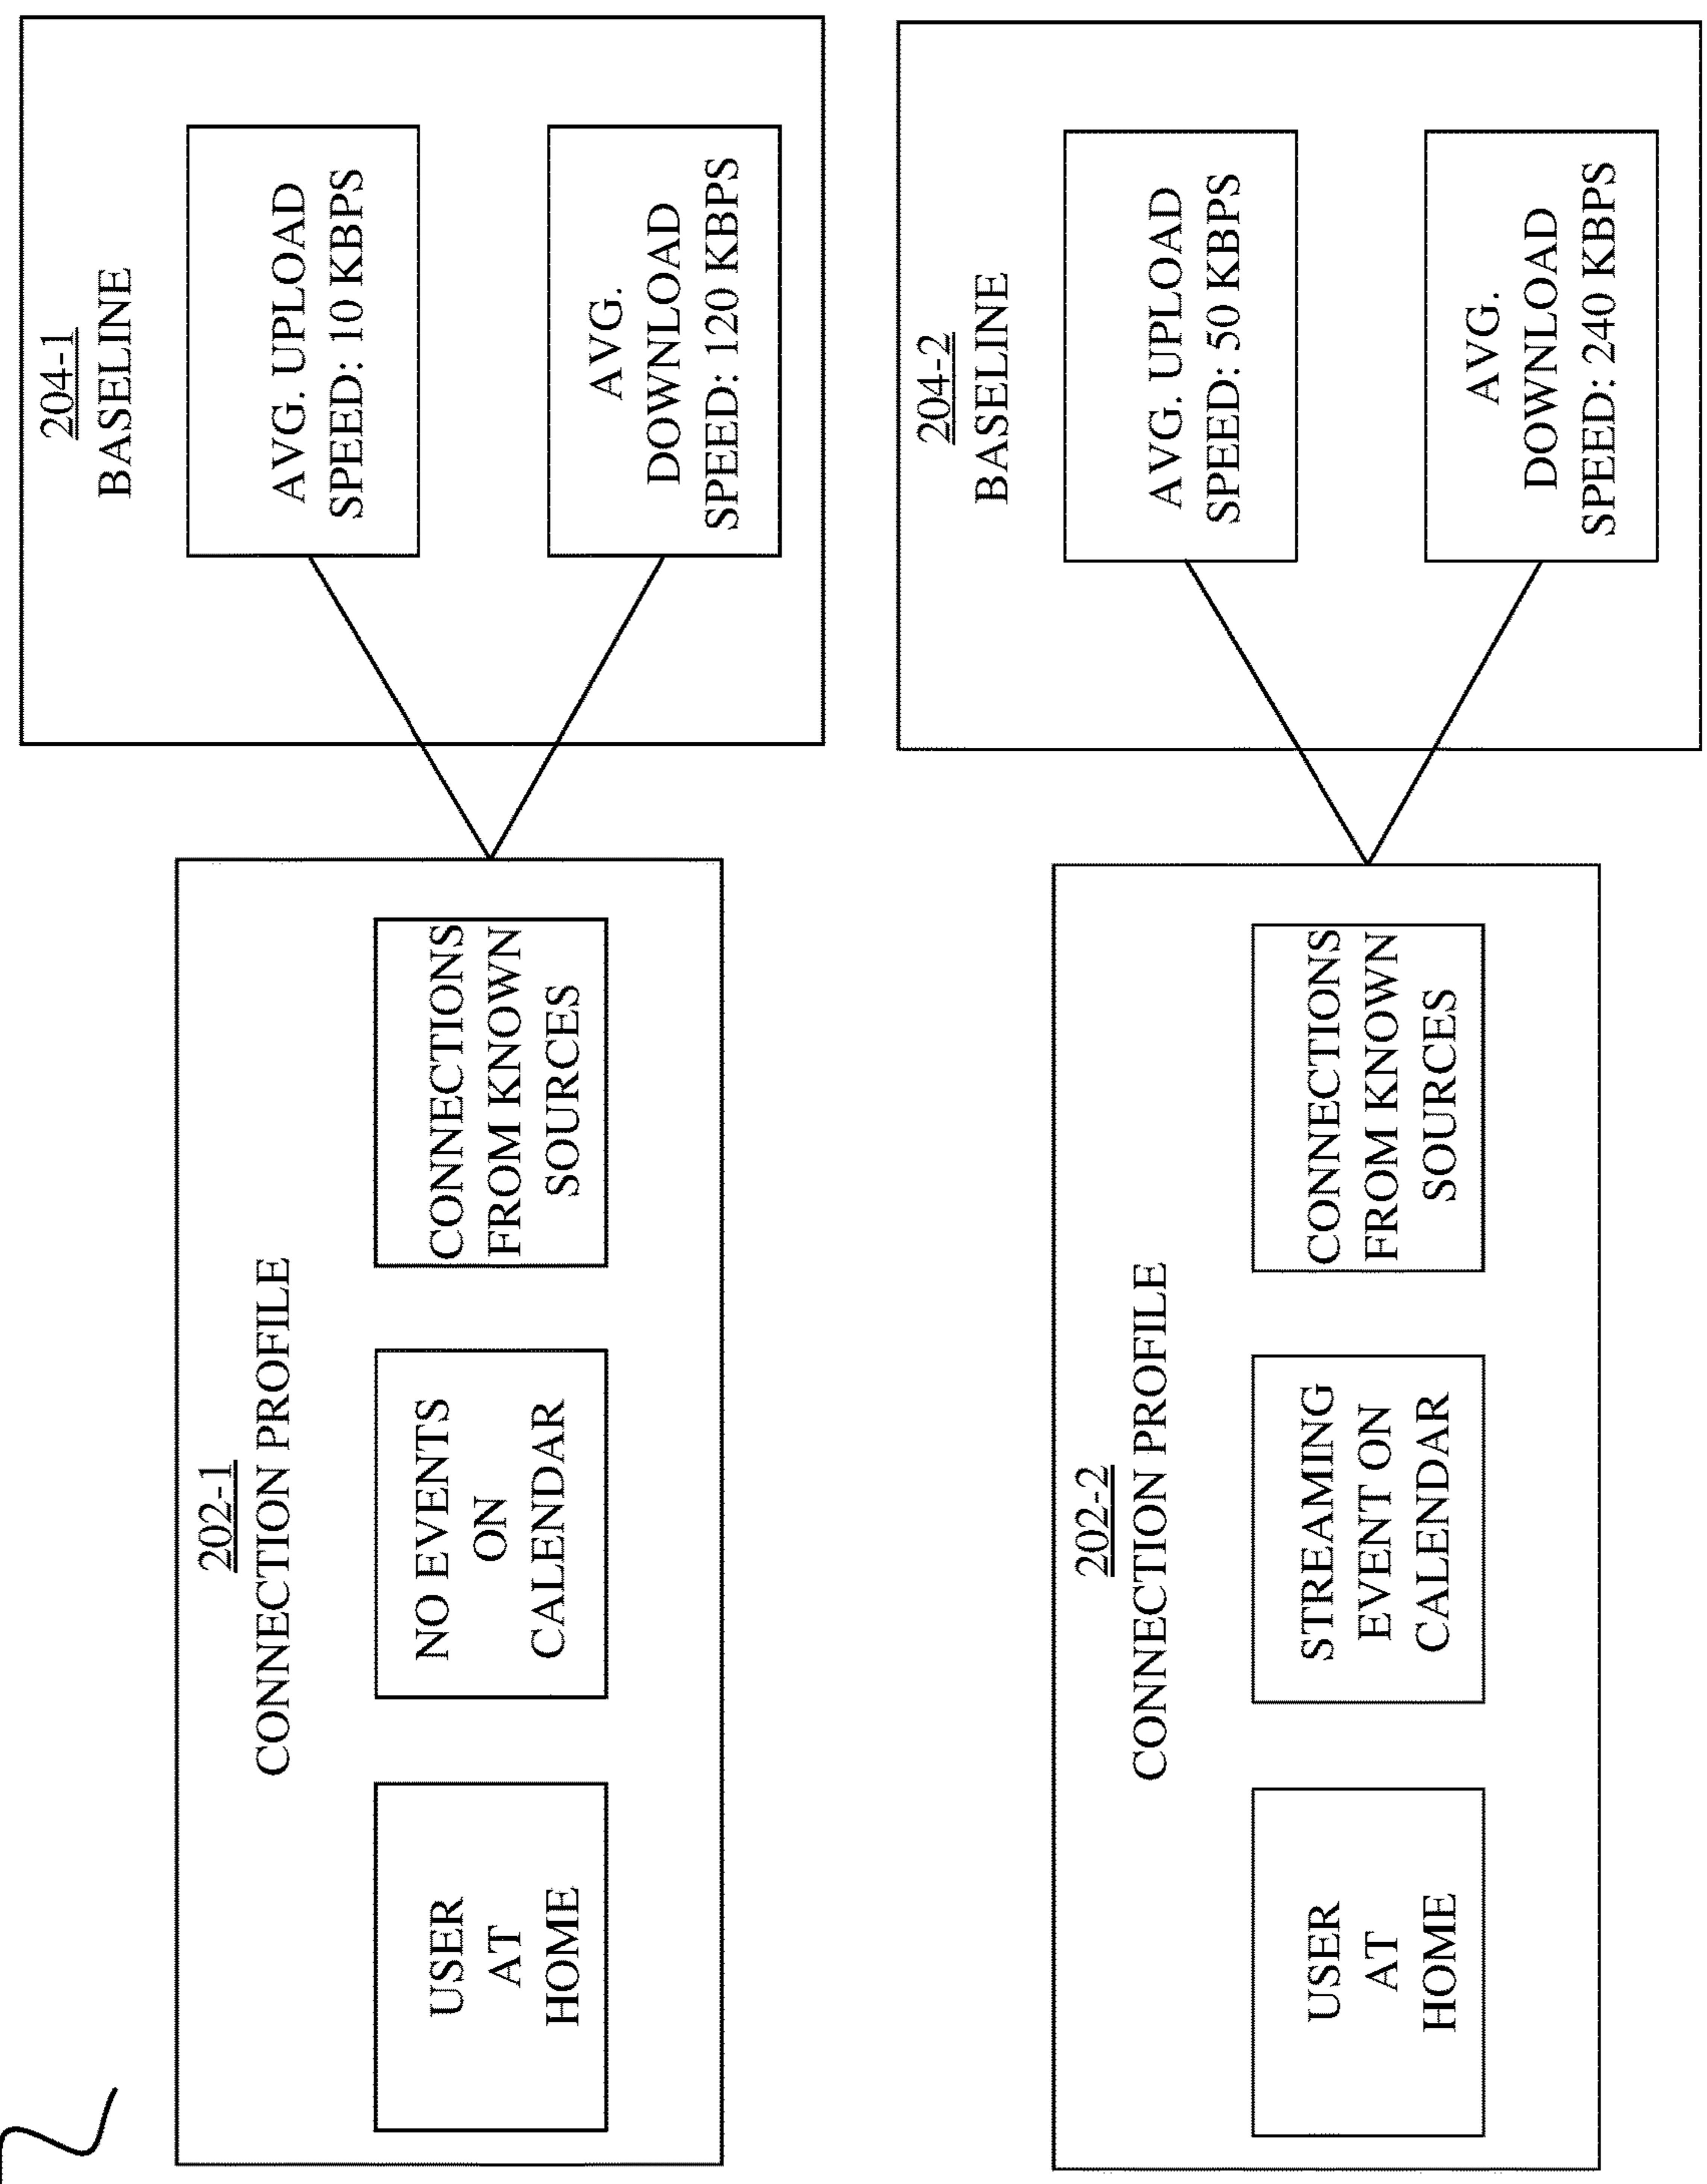 202-1
CONNECTION PROFILE
USER
AT
HOME
NO EVENTS
ON
CALENDAR
CONNECTIONS
FROM KNOWN
SOURCES
204-1
BASELINE
AVG. UPLOAD
SPEED: 10 KBPS
AVG.
DOWNLOAD
SPEED: 120 KBPS
202-2
CONNECTION PROFILE
USER
AT
HOME
STREAMING
EVENT ON
CALENDAR
CONNECTIONS
FROM KNOWN
SOURCES
204-2
BASELINE
AVG. UPLOAD
SPEED: 50 KBPS
AVG.
DOWNLOAD
SPEED: 240 KBPS